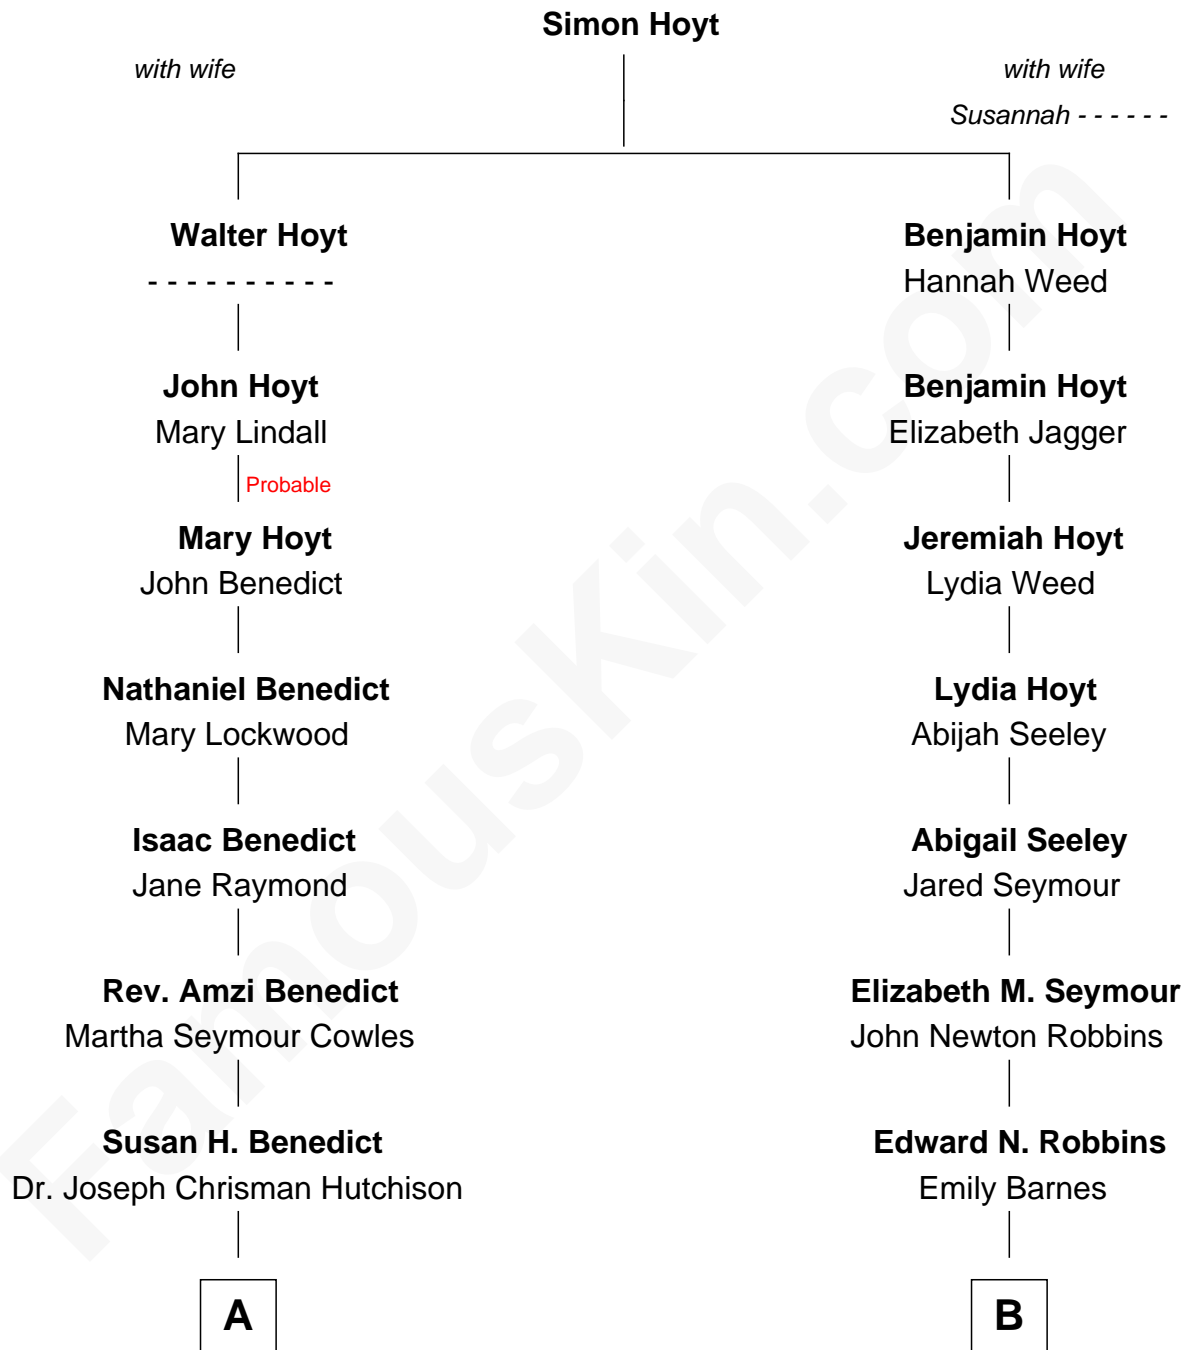 Simon Hoyt
with wife
with wife
Susannah - - - - - -
Walter Hoyt
- - - - - - - - - -
Benjamin Hoyt
Hannah Weed
John Hoyt
Mary Lindall
Benjamin Hoyt
Elizabeth Jagger
Probable
Mary Hoyt
John Benedict
Jeremiah Hoyt
Lydia Weed
Nathaniel Benedict
Mary Lockwood
Lydia Hoyt
Abijah Seeley
Isaac Benedict
Jane Raymond
Abigail Seeley
Jared Seymour
Rev. Amzi Benedict
Martha Seymour Cowles
Elizabeth M. Seymour
John Newton Robbins
Susan H. Benedict
Dr. Joseph Chrisman Hutchison
Edward N. Robbins
Emily Barnes
A
B
FamousKin.com